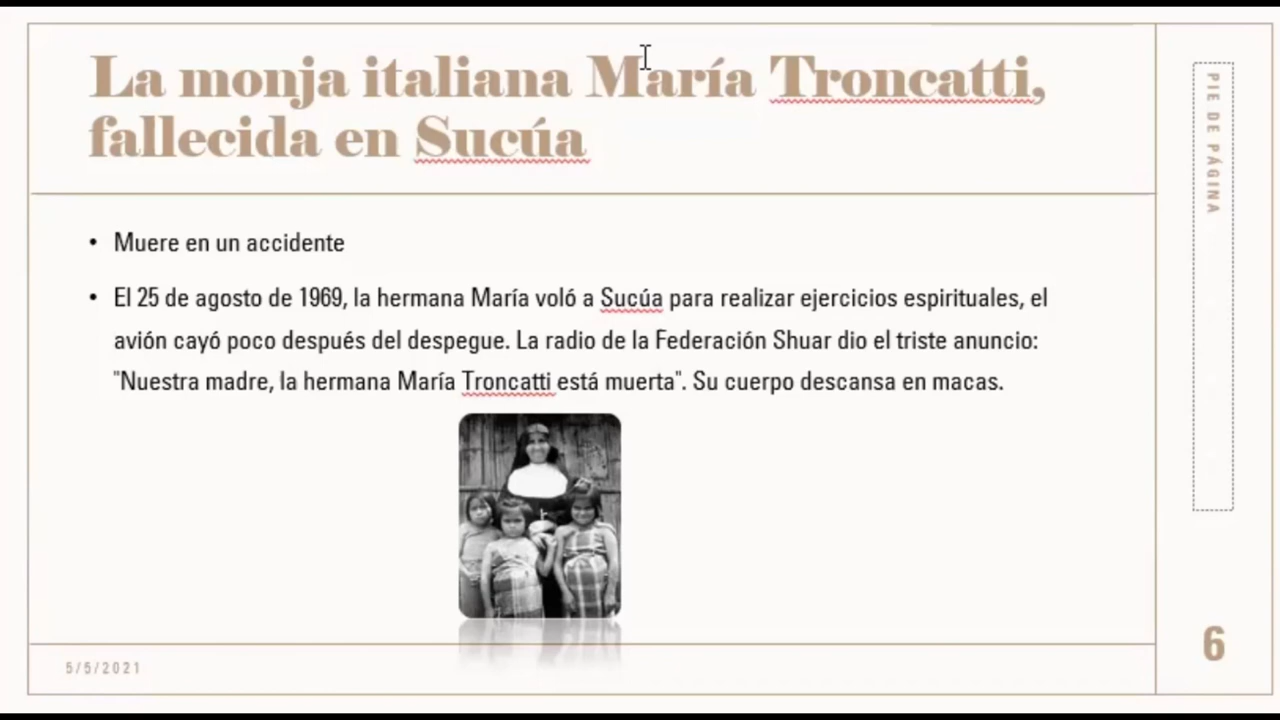 La monja italiana María Troncatti,
fallecida en Sucúa
PIE DE PÁGINA
• Muere en un accidente
• El 25 de agosto de 1969, la hermana María voló a Sucúa para realizar ejercicios espirituales, el
avión cayó poco después del despegue. La radio de la Federación Shuar dio el triste anuncio:
"Nuestra madre, la hermana María Troncatti está muerta". Su cuerpo descansa en macas.
5/5/2021
6